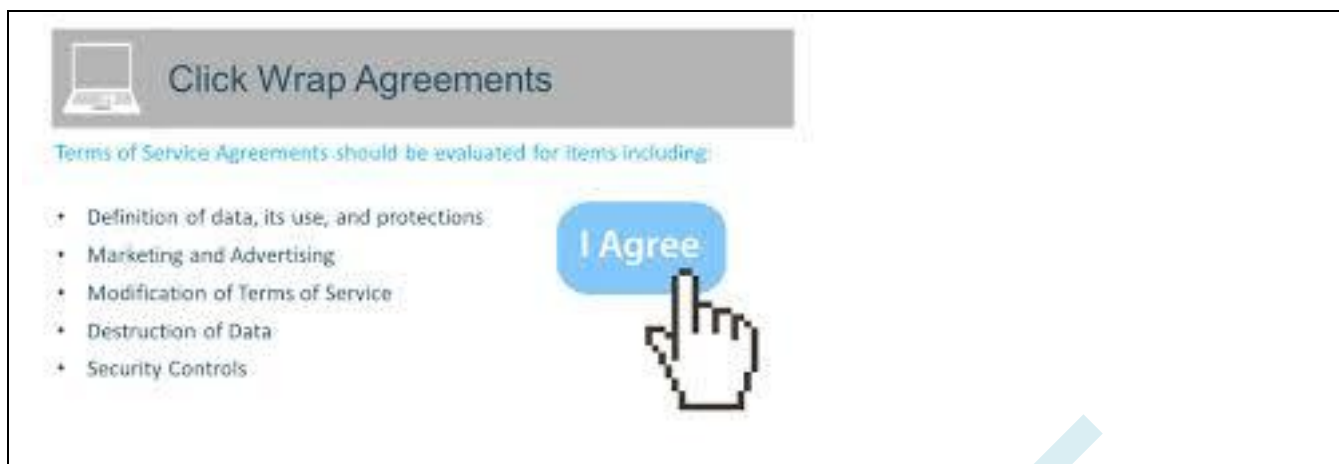 Click Wrap Agreements
Terms of Service Agreements should be evaluated for items including:
• Definition of data, its use, and protections
• Marketing and Advertising
• Modification of Terms of Service
• Destruction of Data
• Security Controls
I Agree